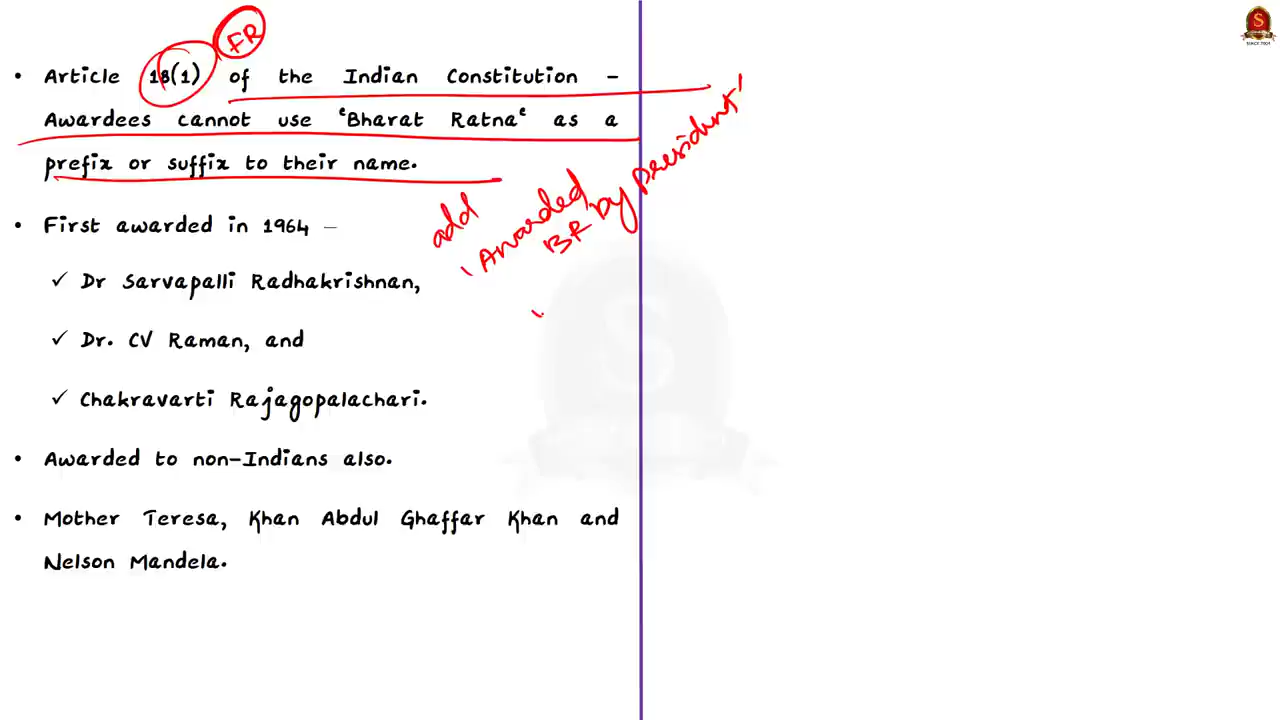 FR
• Article 18(1) of the Indian Constitution –
Awardees cannot use ‘Bharat Ratna‘ as a
prefix or suffix to their name.
add
'Awarded
BR by President'
• First awarded in 1964 –
✓ Dr Sarvapalli Radhakrishnan,
✓ Dr. CV Raman, and
✓ Chakravarti Rajagopalachari.
• Awarded to non-Indians also.
• Mother Teresa, Khan Abdul Ghaffar Khan and
Nelson Mandela.
S
SINCE 2004
S